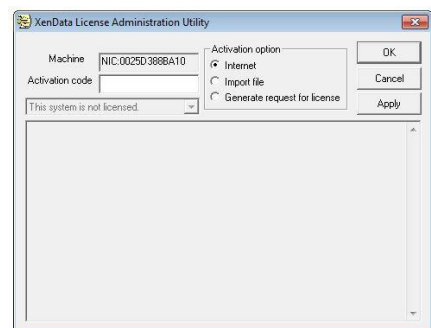 XenData License Administration Utility
Machine
NIC:0025D388BA10
Activation code
This system is not licensed.
Activation option
Internet
Import file
Generate request for license
OK
Cancel
Apply